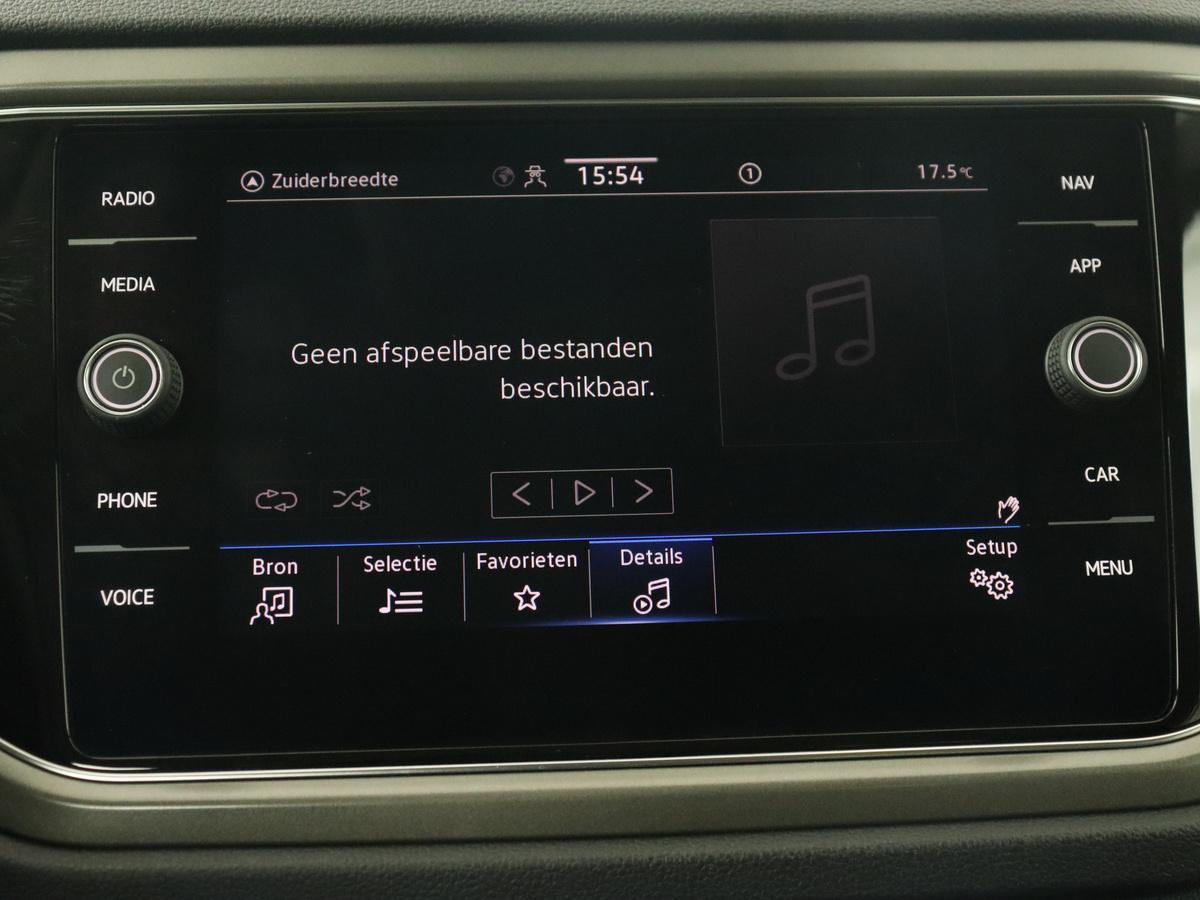 RADIO
MEDIA
PHONE
VOICE
Zuiderbreedte 15:54 1 17.5°C
Geen afspeelbare bestanden
beschikbaar.
Bron Selectie Favorieten Details Setup
NAV
APP
CAR
MENU